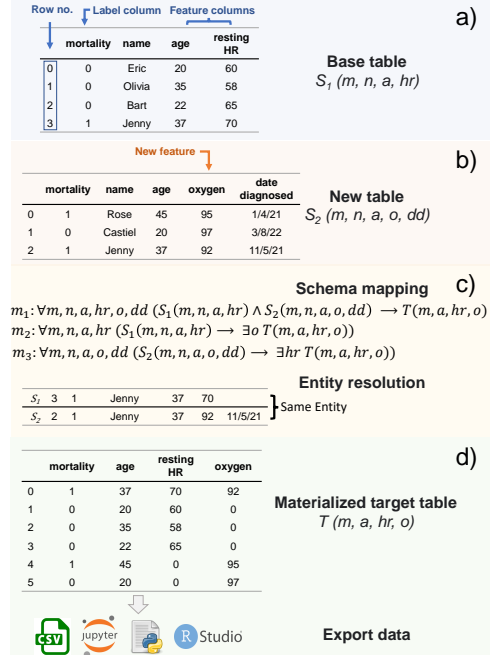 Row no. Label column Feature columns a)
mortality name age resting HR
0 0 Eric 20 60
1 0 Olivia 35 58
2 0 Bart 22 65
3 1 Jenny 37 70
Base table
S₁ (m, n, a, hr)
b)
New feature
mortality name age oxygen date diagnosed
0 1 Rose 45 95 1/4/21
1 0 Castiel 20 97 3/8/22
2 1 Jenny 37 92 11/5/21
New table
S₂ (m, n, a, o, dd)
c)
Schema mapping
m₁: ∀m, n, a, hr, o, dd (S₁(m, n, a, hr) ∧ S₂(m, n, a, o, dd) → T(m, a, hr, o)
m₂: ∀m, n, a, hr (S₁(m, n, a, hr) → ∃o T(m, a, hr, o))
m₃: ∀m, n, a, o, dd (S₂(m, n, a, o, dd) → ∃hr T(m, a, hr, o))
Entity resolution
S₁ 3 1 Jenny 37 70
S₂ 2 1 Jenny 37 92 11/5/21
Same Entity
d)
mortality age resting HR oxygen
0 1 37 70 92
1 0 20 60 0
2 0 35 58 0
3 0 22 65 0
4 1 45 0 95
5 0 20 0 97
Materialized target table
T (m, a, hr, o)
CSV jupyter R Studio
Export data